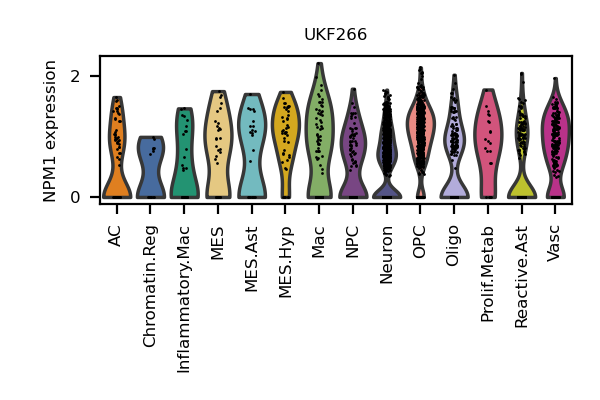 UKF266
NPM1 expression
2
0
AC
Chromatin.Reg
Inflammatory.Mac
MES
MES.Ast
MES.Hyp
Mac
NPC
Neuron
OPC
Oligo
Prolif.Metab
Reactive.Ast
Vasc